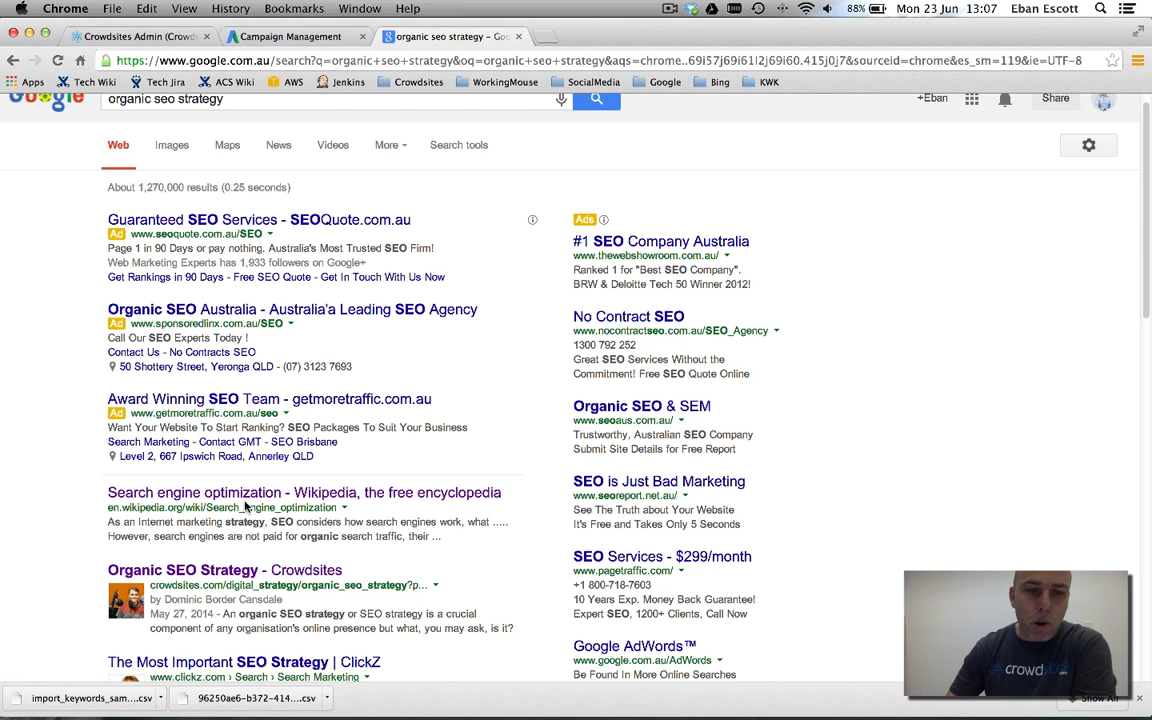 Chrome File Edit View History Bookmarks Window Help 88% Mon 23 Jun 13:07 Eban Escott
Crowdsites Admin (Crowd
Campaign Management
organic seo strategy - Goo
https://www.google.com.au/search?q=organic+seo+strategy&oq=organic+seo+strategy&aqs=chrome..69i57j69i61l2j69i60.415j0j7&sourceid=chrome&es_sm=119&ie=UTF-8
Apps Tech Wiki Tech Jira ACS Wiki AWS Jenkins Crowdsites WorkingMouse SocialMedia Google Bing KWK
Google organic seo strategy +Eban Share
Web Images Maps News Videos More Search tools
About 1,270,000 results (0.25 seconds)
Guaranteed SEO Services - SEOQuote.com.au
Ad www.seoquote.com.au/SEO
Page 1 in 90 Days or pay nothing. Australia's Most Trusted SEO Firm!
Web Marketing Experts has 1,933 followers on Google+
Get Rankings in 90 Days - Free SEO Quote - Get In Touch With Us Now
Organic SEO Australia - Australia'a Leading SEO Agency
Ad www.sponsoredlinx.com.au/SEO
Call Our SEO Experts Today !
Contact Us - No Contracts SEO
50 Shottery Street, Yeronga QLD - (07) 3123 7693
Award Winning SEO Team - getmoretraffic.com.au
Ad www.getmoretraffic.com.au/seo
Want Your Website To Start Ranking? SEO Packages To Suit Your Business
Search Marketing - Contact GMT - SEO Brisbane
Level 2, 667 Ipswich Road, Annerley QLD
Search engine optimization - Wikipedia, the free encyclopedia
en.wikipedia.org/wiki/Search_engine_optimization
As an Internet marketing strategy, SEO considers how search engines work, what .....
However, search engines are not paid for organic search traffic, their ...
Organic SEO Strategy - Crowdsites
crowdsites.com/digital_strategy/organic_seo_strategy?p...
by Dominic Border Cansdale
May 27, 2014 - An organic SEO strategy or SEO strategy is a crucial
component of any organisation's online presence but what, you may ask, is it?
The Most Important SEO Strategy | ClickZ
www.clickz.com › Search › Search Marketing
Ads
#1 SEO Company Australia
www.thewebshowroom.com.au/
Ranked 1 for "Best SEO Company".
BRW & Deloitte Tech 50 Winner 2012!
No Contract SEO
www.nocontractseo.com.au/SEO_Agency
1300 792 252
Great SEO Services Without the
Commitment! Free SEO Quote Online
Organic SEO & SEM
www.seoaus.com.au/
Trustworthy, Australian SEO Company
Submit Site Details for Free Report
SEO is Just Bad Marketing
www.seoreport.net.au/
See The Truth about Your Website
It's Free and Takes Only 5 Seconds
SEO Services - $299/month
www.pagetraffic.com/
+1 800-718-7603
10 Years Exp. Money Back Guarantee!
Expert SEO, 1200+ Clients, Call Now
Google AdWords™
www.google.com.au/AdWords
Be Found In More Online Searches
crowd
import_keywords_sam....csv 96250ae6-b372-414....csv Show All